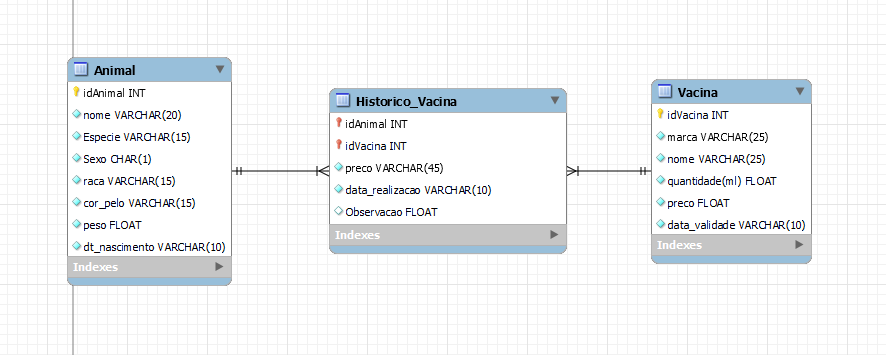 Animal
idAnimal INT
nome VARCHAR(20)
Especie VARCHAR(15)
Sexo CHAR(1)
raca VARCHAR(15)
cor_pelo VARCHAR(15)
peso FLOAT
dt_nascimento VARCHAR(10)
Indexes
Historico_Vacina
idAnimal INT
idVacina INT
preco VARCHAR(45)
data_realizacao VARCHAR(10)
Observacao FLOAT
Indexes
Vacina
idVacina INT
marca VARCHAR(25)
nome VARCHAR(25)
quantidade(ml) FLOAT
preco FLOAT
data_validade VARCHAR(10)
Indexes